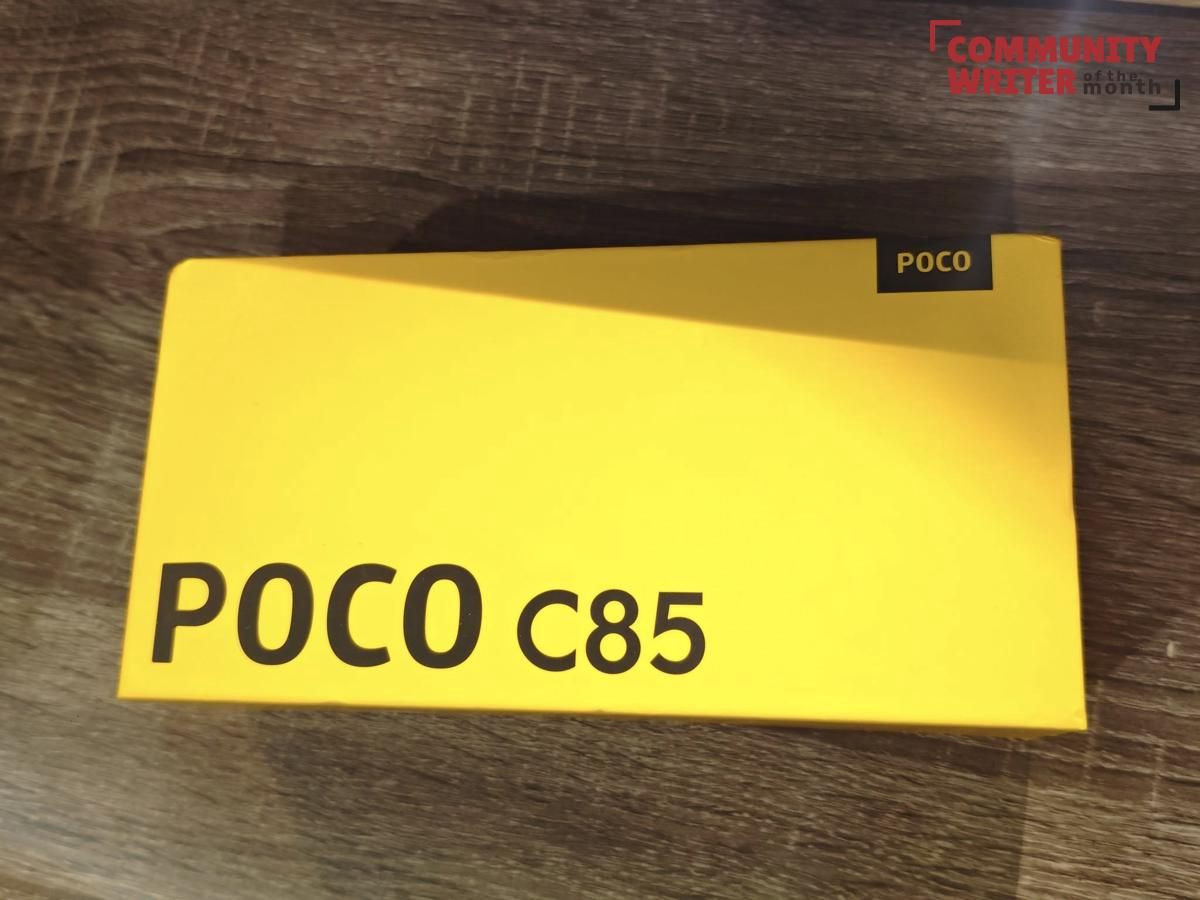 COMMUNITY
WRITER of the
month
POCO
POCO C85